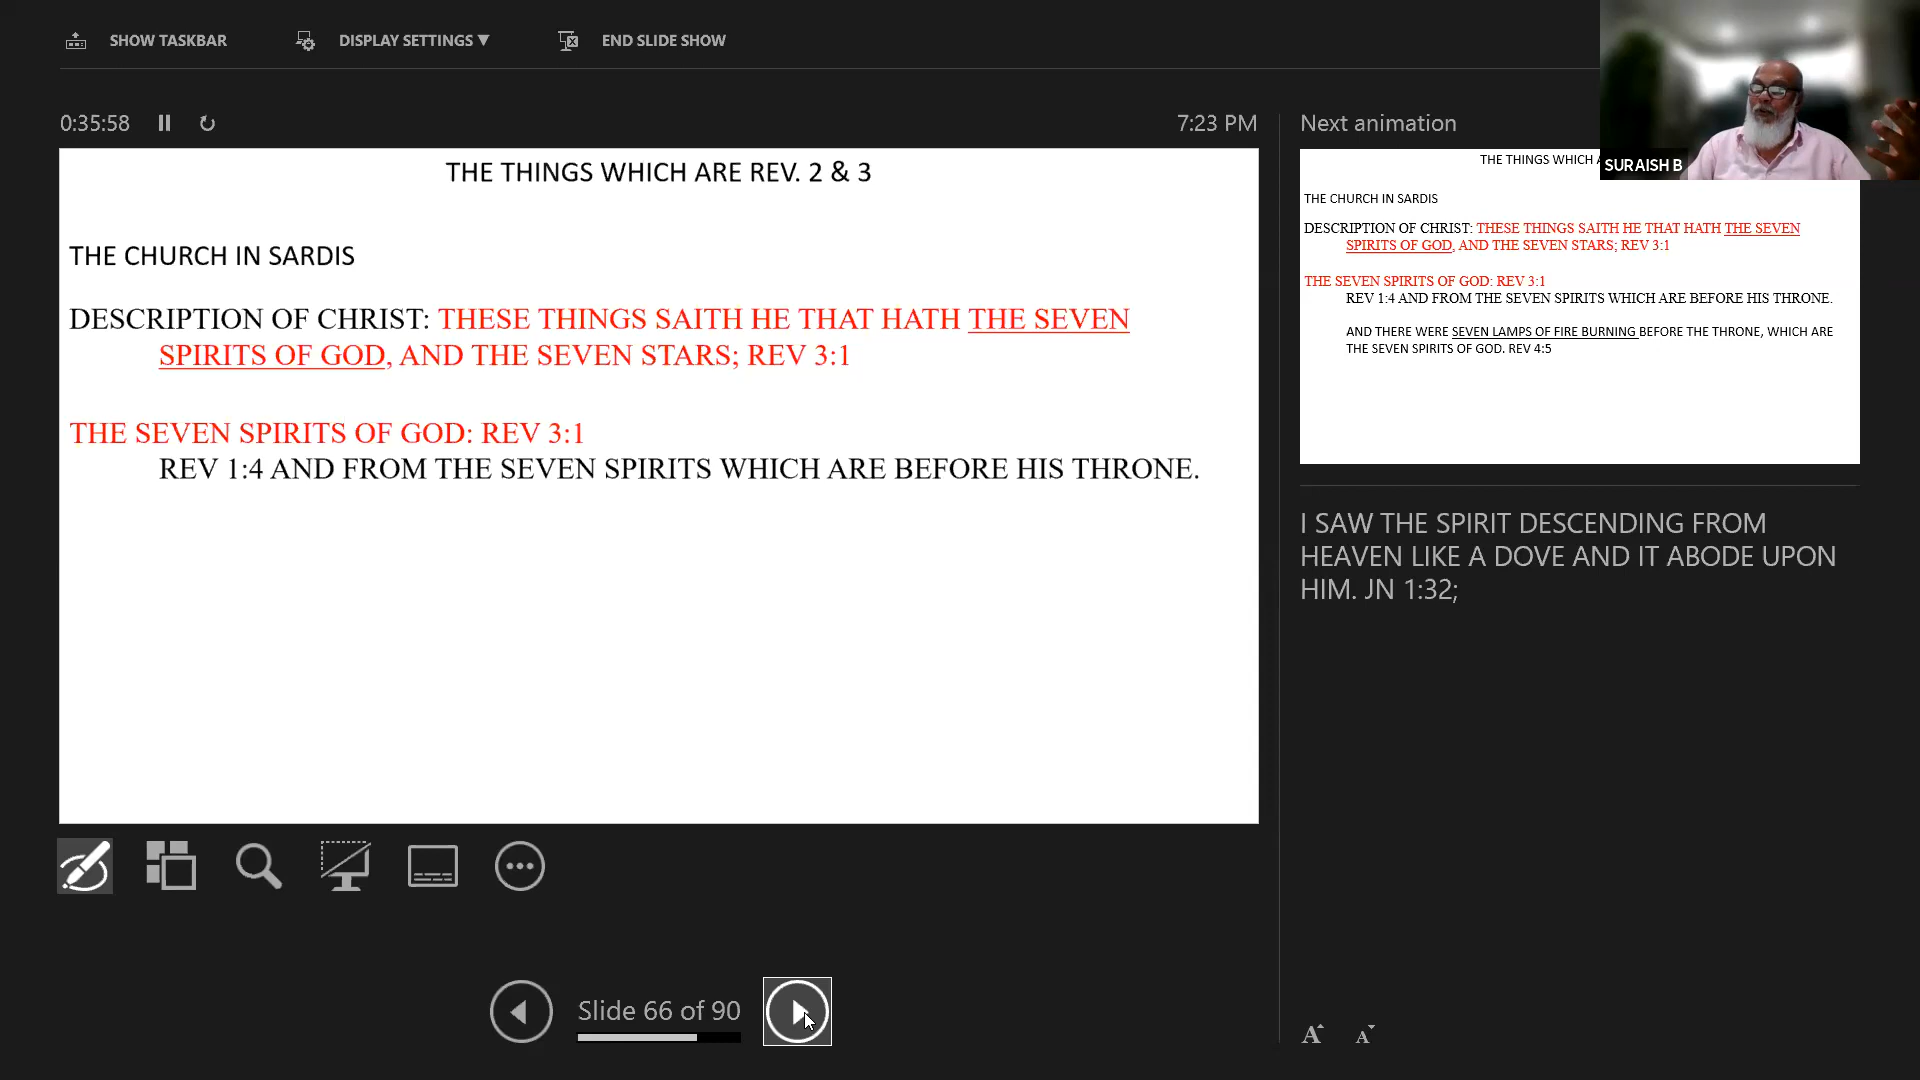 SHOW TASKBAR
DISPLAY SETTINGS ▼
END SLIDE SHOW
0:35:58
7:23 PM
THE THINGS WHICH ARE REV. 2 & 3
THE CHURCH IN SARDIS
DESCRIPTION OF CHRIST: THESE THINGS SAITH HE THAT HATH THE SEVEN
SPIRITS OF GOD, AND THE SEVEN STARS; REV 3:1
THE SEVEN SPIRITS OF GOD: REV 3:1
REV 1:4 AND FROM THE SEVEN SPIRITS WHICH ARE BEFORE HIS THRONE.
Slide 66 of 90
Next animation
SURAISH B
THE THINGS WHICH
THE CHURCH IN SARDIS
DESCRIPTION OF CHRIST: THESE THINGS SAITH HE THAT HATH THE SEVEN
SPIRITS OF GOD, AND THE SEVEN STARS; REV 3:1
THE SEVEN SPIRITS OF GOD: REV 3:1
REV 1:4 AND FROM THE SEVEN SPIRITS WHICH ARE BEFORE HIS THRONE.
AND THERE WERE SEVEN LAMPS OF FIRE BURNING BEFORE THE THRONE, WHICH ARE
THE SEVEN SPIRITS OF GOD. REV 4:5
I SAW THE SPIRIT DESCENDING FROM
HEAVEN LIKE A DOVE AND IT ABODE UPON
HIM. JN 1:32;
A A